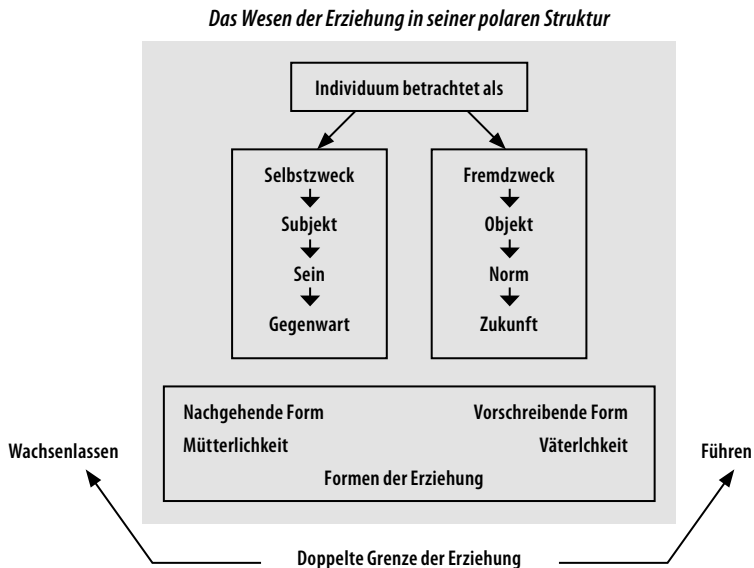 Das Wesen der Erziehung in seiner polaren Struktur
Individuum betrachtet als
Selbstzweck
Subjekt
Sein
Gegenwart
Fremdzweck
Objekt
Norm
Zukunft
Nachgehende Form
Vorschreibende Form
Mütterlichkeit
Väterlchkeit
Formen der Erziehung
Wachsenlassen
Führen
Doppelte Grenze der Erziehung